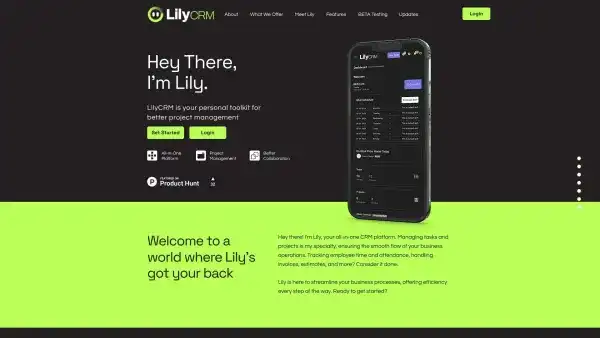 LilyCRM
About
What We Offer
Meet Lily
Features
BETA Testing
Updates
Login
Hey There,
I'm Lily.
LilyCRM is your personal toolkit for
better project management
Get Started
Login
All-in-One
Platform
Project
Management
Better
Collaboration
FEATURED ON
Product Hunt
LilyCRM
Welcome to a
world where Lily's
got your back
Hey there! I'm Lily, your all-in-one CRM platform. Managing tasks and
projects is my specialty, ensuring the smooth flow of your business
operations. Tracking employee time and attendance, handling
invoices, estimates, and more? Consider it done.
Lily is here to streamline your business processes, offering efficiency
every step of the way. Ready to get started?